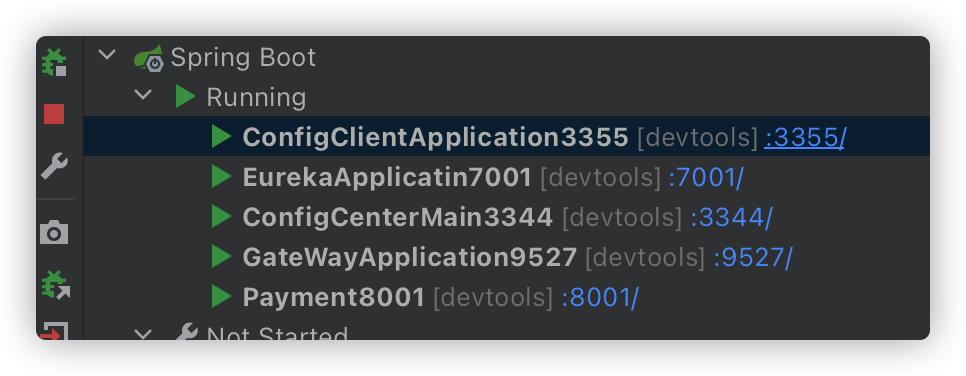 Spring Boot
Running
ConfigClientApplication3355 [devtools] :3355/
EurekaApplicatin7001 [devtools] :7001/
ConfigCenterMain3344 [devtools] :3344/
GateWayApplication9527 [devtools] :9527/
Payment8001 [devtools] :8001/
Not Started